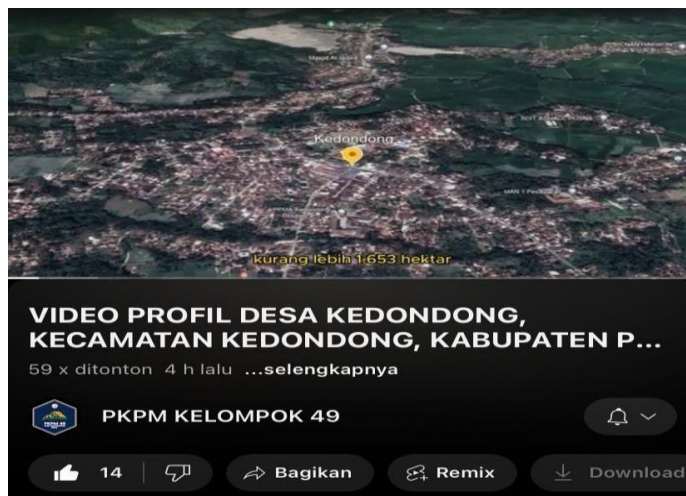 Kedondong
kurang lebih 1.653 hektar
VIDEO PROFIL DESA KEDONDONG,
KECAMATAN KEDONDONG, KABUPATEN P...
59 x ditonton 4 h lalu ...selengkapnya
PKPM KELOMPOK 49
14 Bagikan Remix Download